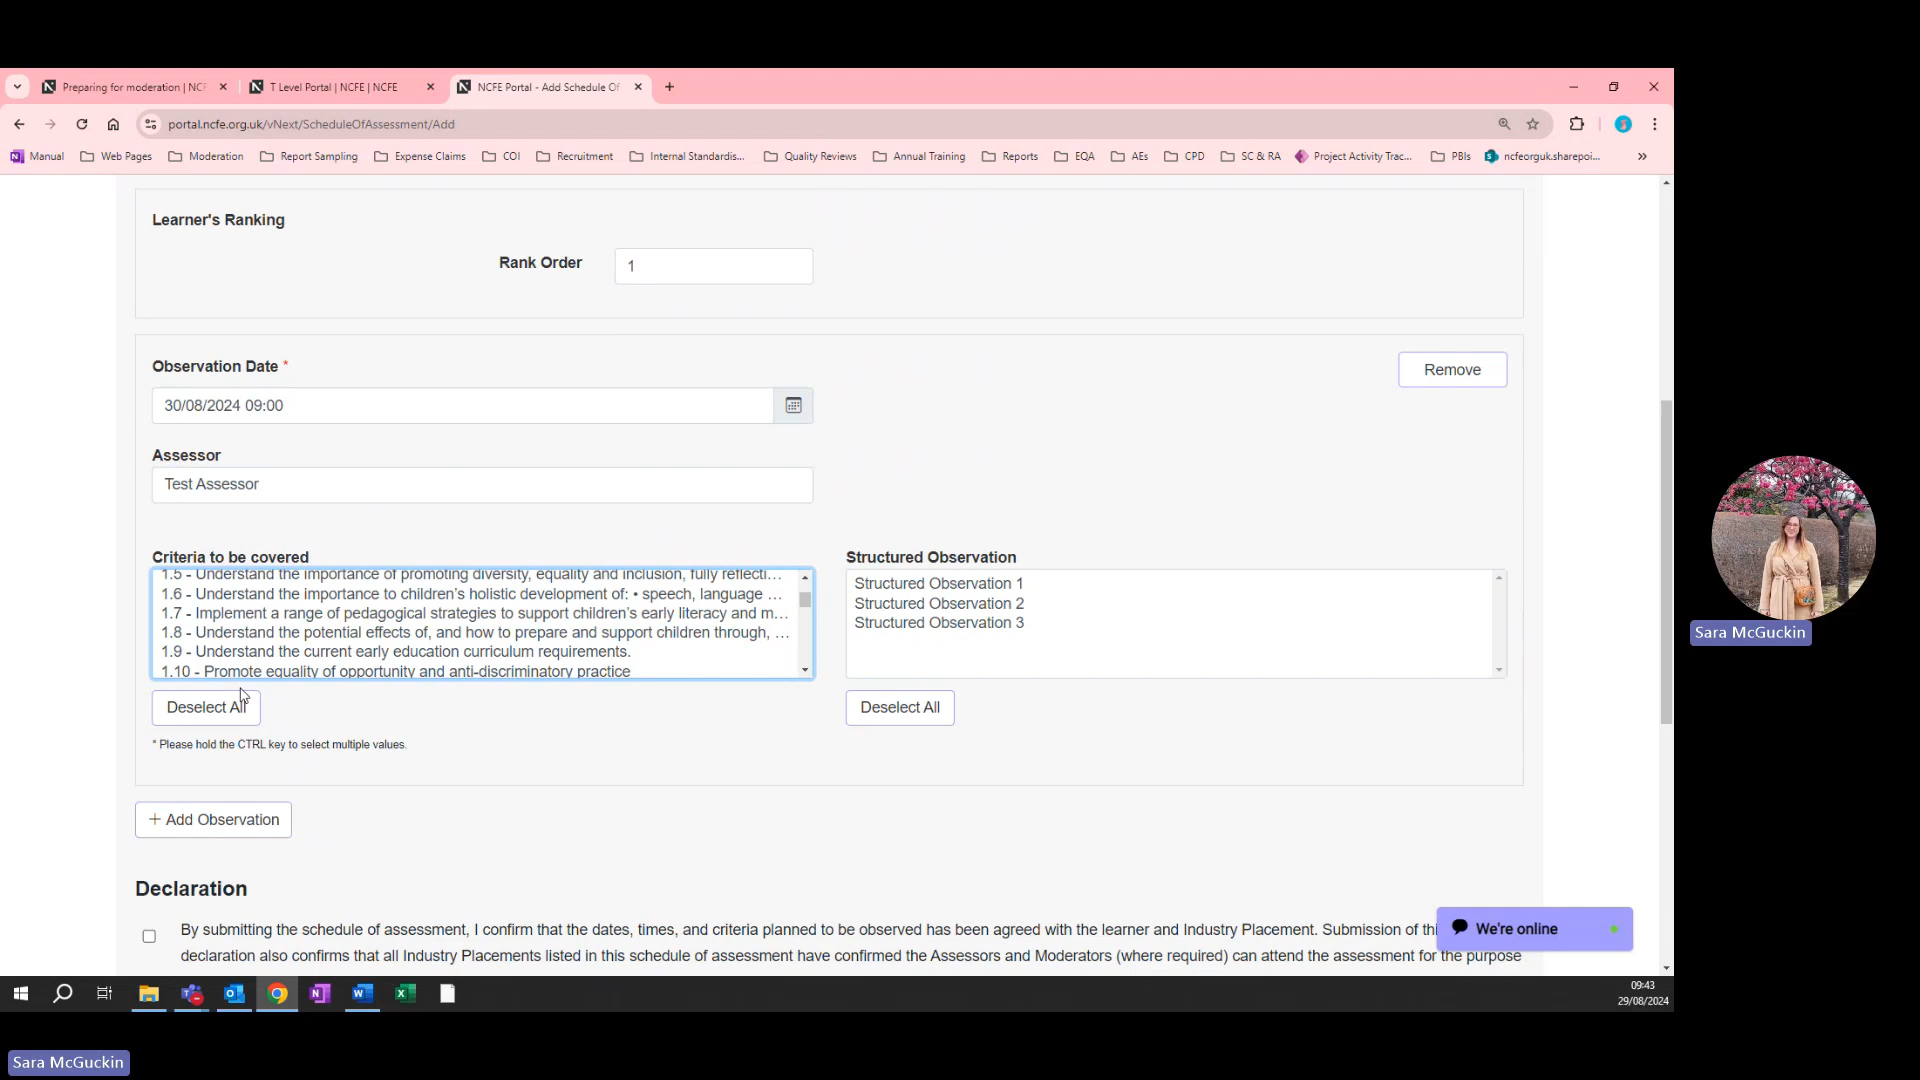 Preparing for moderation | NCF
T Level Portal | NCFE | NCFE
NCFE Portal - Add Schedule Of
portal.ncfe.org.uk/vNext/ScheduleOfAssessment/Add
Manual
Web Pages
Moderation
Report Sampling
Expense Claims
COI
Recruitment
Internal Standardis...
Quality Reviews
Annual Training
Reports
EQA
AEs
CPD
SC & RA
Project Activity Trac...
PBIs
ncfeorguk.sharepoi...
Learner's Ranking
Rank Order
1
Observation Date *
Remove
30/08/2024 09:00
Assessor
Test Assessor
Criteria to be covered
1.5 - Understand the importance of promoting diversity, equality and inclusion, fully reflecti...
1.6 - Understand the importance to children's holistic development of: • speech, language ...
1.7 - Implement a range of pedagogical strategies to support children's early literacy and m...
1.8 - Understand the potential effects of, and how to prepare and support children through, ...
1.9 - Understand the current early education curriculum requirements.
1.10 - Promote equality of opportunity and anti-discriminatory practice
Deselect All
* Please hold the CTRL key to select multiple values.
Structured Observation
Structured Observation 1
Structured Observation 2
Structured Observation 3
Deselect All
+ Add Observation
Declaration
By submitting the schedule of assessment, I confirm that the dates, times, and criteria planned to be observed has been agreed with the learner and Industry Placement. Submission of thi
declaration also confirms that all Industry Placements listed in this schedule of assessment have confirmed the Assessors and Moderators (where required) can attend the assessment for the purpose
We're online
09:43
29/08/2024
Sara McGuckin
Sara McGuckin